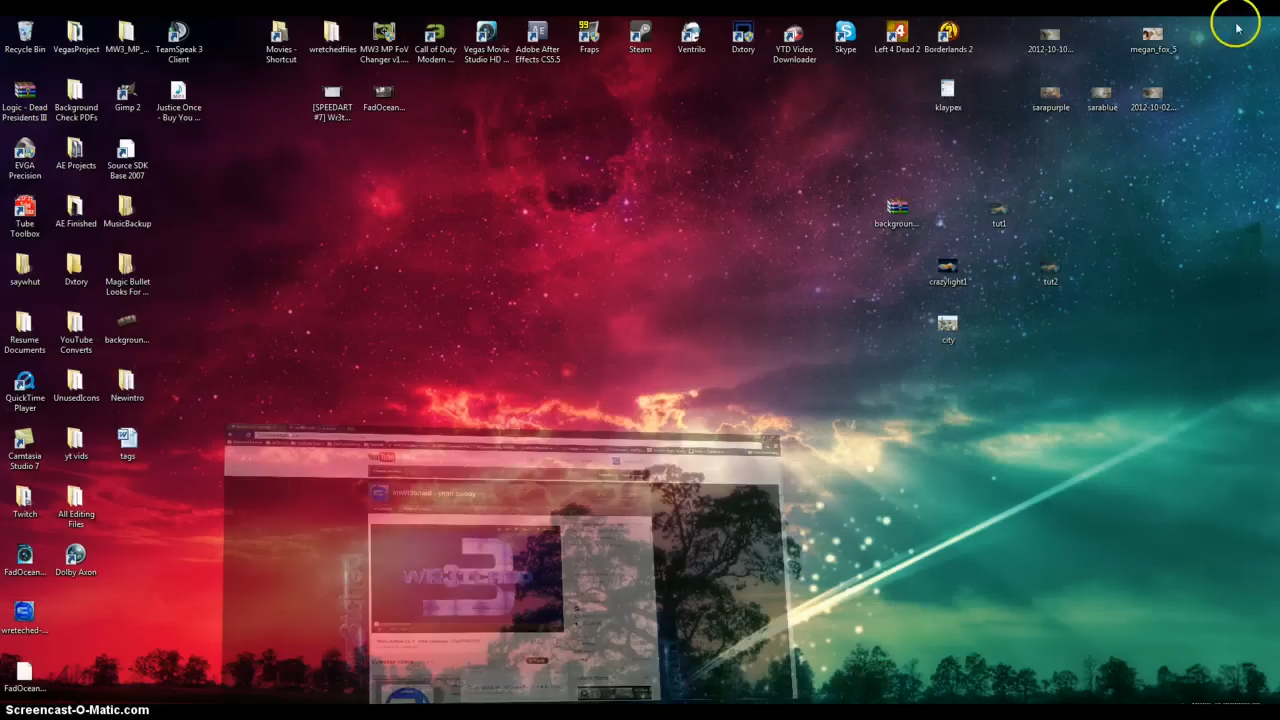 Recycle Bin
VegasProject
MW3_MP_...
TeamSpeak 3
Client
Movies -
Shortcut
wretchedfiles
MW3 MP FoV
Changer v1....
Call of Duty
Modern ...
Vegas Movie
Studio HD ...
Adobe After
Effects CS5.5
99
Fraps
Steam
Ventrilo
Dxtory
YTD Video
Downloader
Skype
Left 4 Dead 2
Borderlands 2
2012-10-10...
megan_fox_5
Logic - Dead
Presidents III
Background
Check PDFs
Gimp 2
Justice Once
- Buy You ...
[SPEEDART
#7] Wr3t...
FadOcean...
klaypex
sarapurple
sarablue
2012-10-02...
EVGA
Precision
AE Projects
Source SDK
Base 2007
Tube
Toolbox
AE Finished
MusicBackup
backgroun...
tut1
saywhut
Dxtory
Magic Bullet
Looks For ...
crazylight1
tut2
Resume
Documents
YouTube
Converts
backgroun...
city
QuickTime
Player
UnusedIcons
Newintro
Camtasia
Studio 7
yt vids
tags
Twitch
All Editing
Files
FadOcean...
Dolby Axon
wreteched-...
FadOcean...
WR3TCHED
Screencast-O-Matic.com